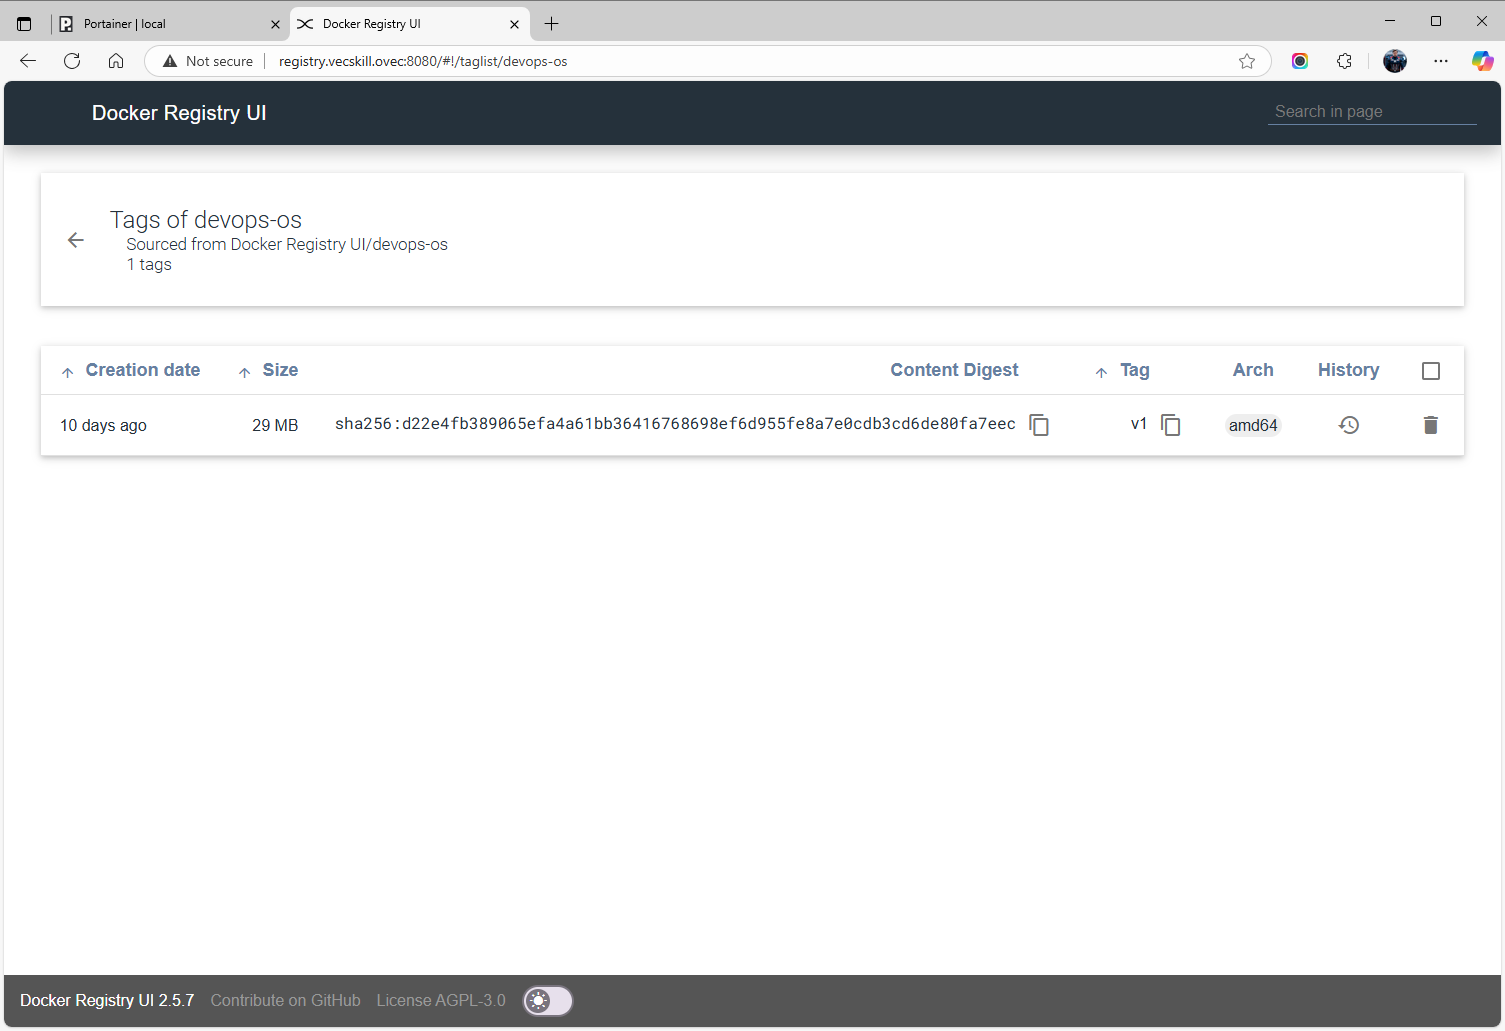 Portainer | local
Docker Registry UI
Not secure
registry.vecskill.ovec:8080/#!/taglist/devops-os
Docker Registry UI
Search in page
Tags of devops-os
Sourced from Docker Registry UI/devops-os
1 tags
Creation date Size Content Digest Tag Arch History
10 days ago 29 MB sha256:d22e4fb389065efa4a61bb36416768698ef6d955fe8a7e0cdb3cd6de80fa7eec v1 amd64
Docker Registry UI 2.5.7 Contribute on GitHub License AGPL-3.0